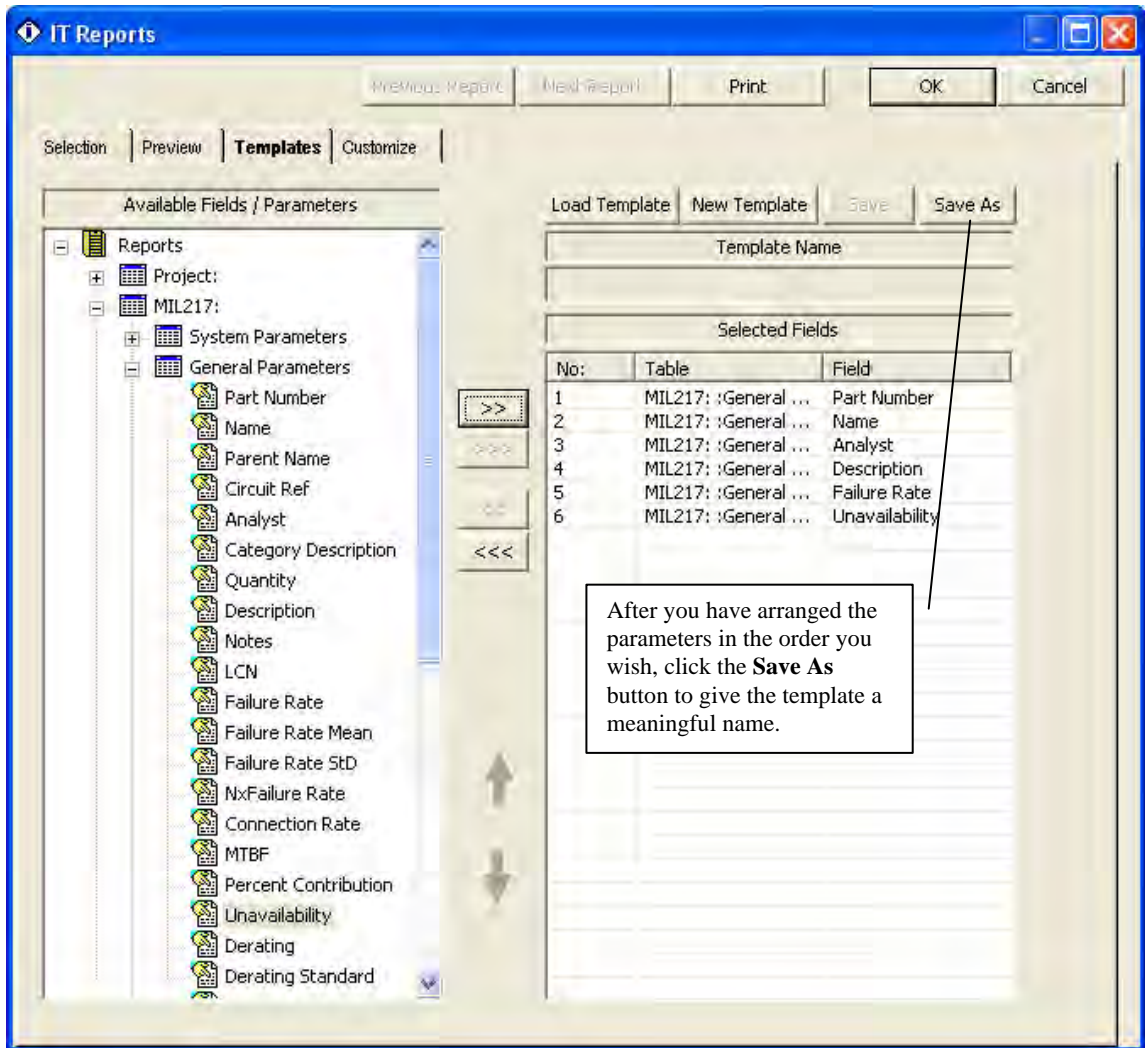 IT Reports
Previous Report Next Report Print OK Cancel
Selection Preview Templates Customize
Available Fields / Parameters
Reports
Project:
MIL217:
System Parameters
General Parameters
Part Number
Name
Parent Name
Circuit Ref
Analyst
Category Description
Quantity
Description
Notes
LCN
Failure Rate
Failure Rate Mean
Failure Rate StD
NxFailure Rate
Connection Rate
MTBF
Percent Contribution
Unavailability
Derating
Derating Standard
>>
>>>
<<
<<<
Load Template New Template Save Save As
Template Name
Selected Fields
No: Table Field
1 MIL217: :General ... Part Number
2 MIL217: :General ... Name
3 MIL217: :General ... Analyst
4 MIL217: :General ... Description
5 MIL217: :General ... Failure Rate
6 MIL217: :General ... Unavailability
After you have arranged the
parameters in the order you
wish, click the Save As
button to give the template a
meaningful name.